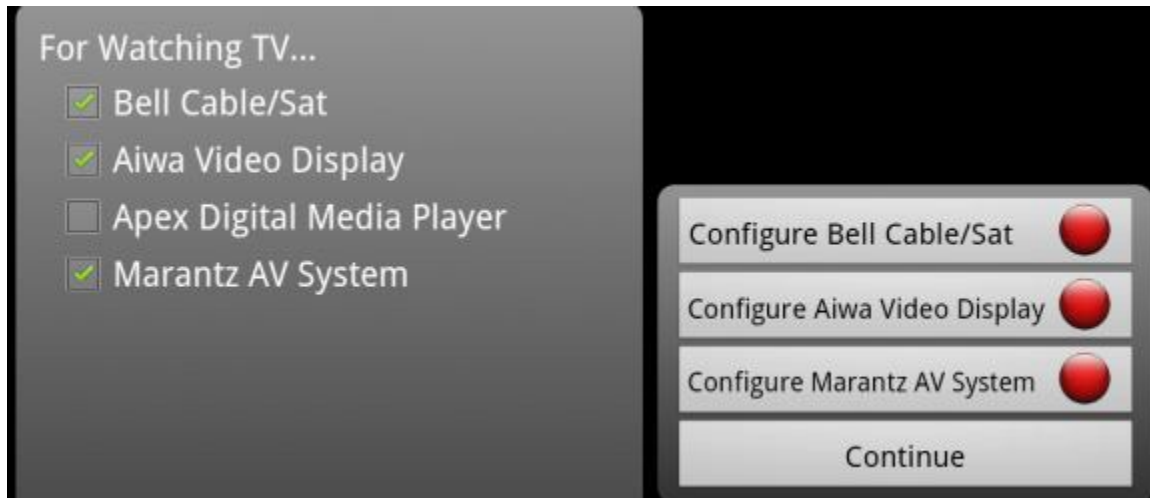 For Watching TV...
Bell Cable/Sat
Aiwa Video Display
Apex Digital Media Player
Marantz AV System
Configure Bell Cable/Sat
Configure Aiwa Video Display
Configure Marantz AV System
Continue